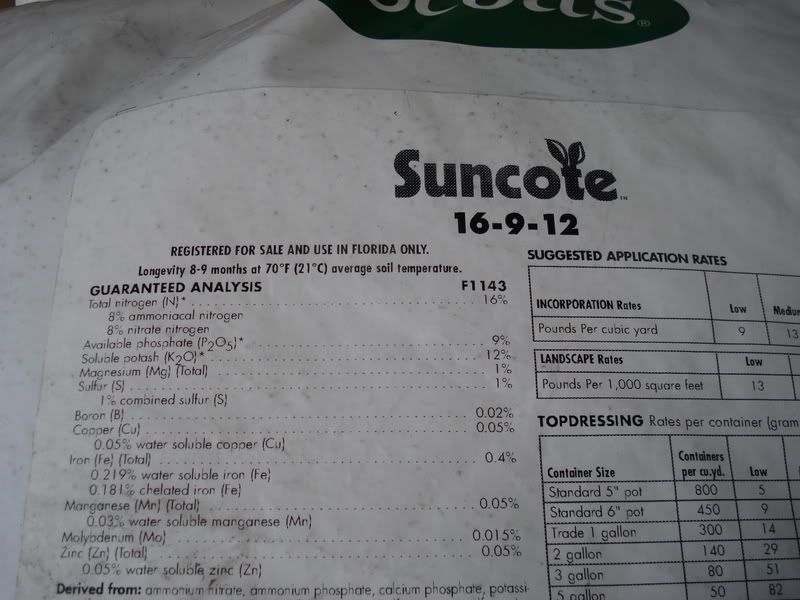 Scotts®
Suncote™
16-9-12
REGISTERED FOR SALE AND USE IN FLORIDA ONLY.
Longevity 8-9 months at 70°F (21°C) average soil temperature.
GUARANTEED ANALYSIS F1143
Total nitrogen (N)* 16%
8% ammoniacal nitrogen
8% nitrate nitrogen
Available phosphate (P₂O₅)* 9%
Soluble potash (K₂O)* 12%
Magnesium (Mg) (Total) 1%
Sulfur (S) 1%
1% combined sulfur (S)
Boron (B) 0.02%
Copper (Cu) 0.05%
0.05% water soluble copper (Cu)
Iron (Fe) (Total) 0.4%
0.219% water soluble iron (Fe)
0.181% chelated iron (Fe)
Manganese (Mn) (Total) 0.05%
0.03% water soluble manganese (Mn)
Molybdenum (Mo) 0.015%
Zinc (Zn) (Total) 0.05%
0.05% water soluble zinc (Zn)
Derived from: ammonium nitrate, ammonium phosphate, calcium phosphate, potassi-
SUGGESTED APPLICATION RATES
INCORPORATION Rates Low Medium
Pounds Per cubic yard 9 13
LANDSCAPE Rates Low
Pounds Per 1,000 square feet 13
TOPDRESSING Rates per container (gram
Container Size Containers per cu.yd. Low
Standard 5" pot 800 5
Standard 6" pot 450 9
Trade 1 gallon 300 14
2 gallon 140 29
3 gallon 80 51
5 gallon 50 82